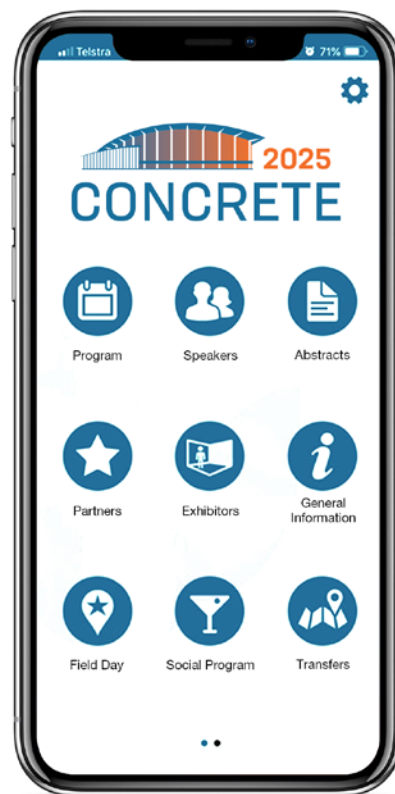 Telstra
71%
2025
CONCRETE
Program
Speakers
Abstracts
Partners
Exhibitors
General
Information
Field Day
Social Program
Transfers